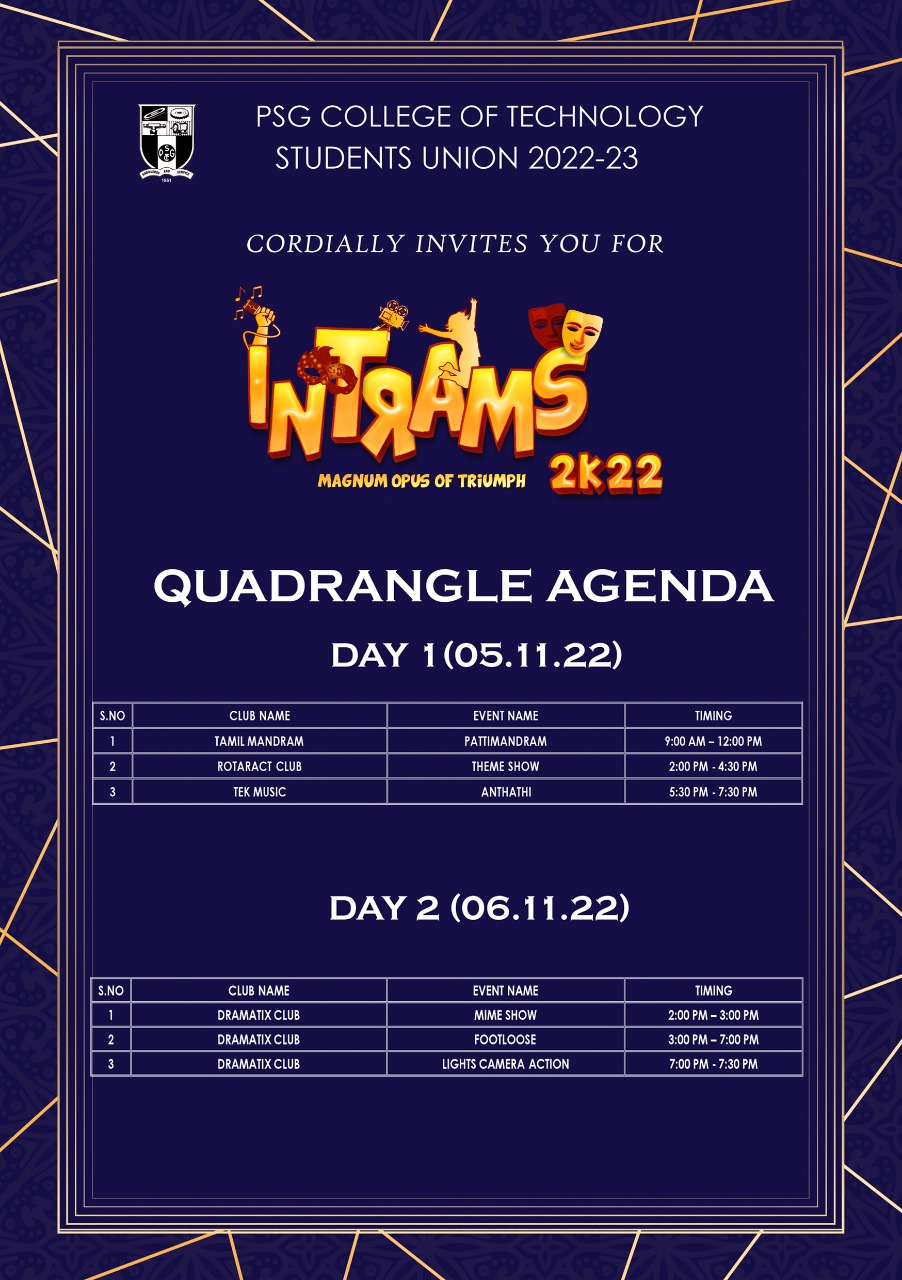 PSG COLLEGE OF TECHNOLOGY
STUDENTS UNION 2022-23
1951
CORDIALLY INVITES YOU FOR
INTRAMS
MAGNUM OPUS OF TRIUMPH 2K22
QUADRANGLE AGENDA
DAY 1(05.11.22)
S.NO CLUB NAME EVENT NAME TIMING
1 TAMIL MANDRAM PATTIMANDRAM 9:00 AM – 12:00 PM
2 ROTARACT CLUB THEME SHOW 2:00 PM - 4:30 PM
3 TEK MUSIC ANTHATHI 5:30 PM - 7:30 PM
DAY 2 (06.11.22)
S.NO CLUB NAME EVENT NAME TIMING
1 DRAMATIX CLUB MIME SHOW 2:00 PM – 3:00 PM
2 DRAMATIX CLUB FOOTLOOSE 3:00 PM – 7:00 PM
3 DRAMATIX CLUB LIGHTS CAMERA ACTION 7:00 PM - 7:30 PM